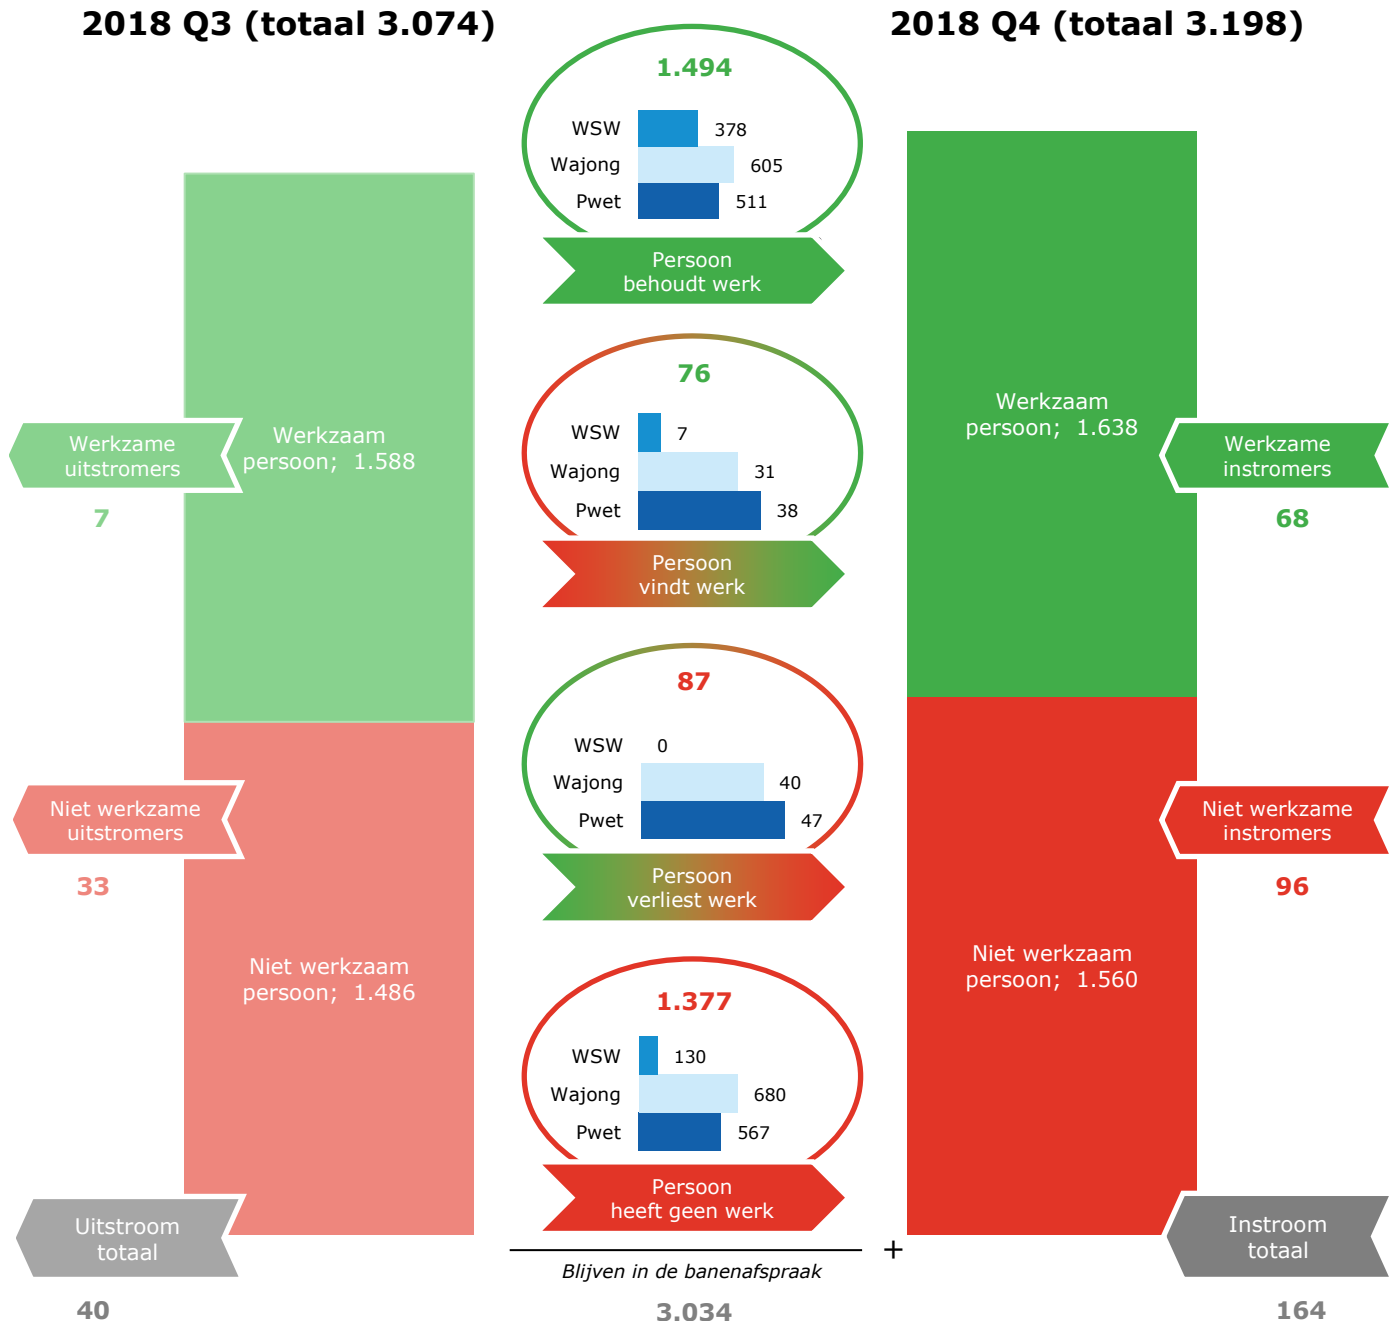 2018 Q3 (totaal 3.074)
2018 Q4 (totaal 3.198)
1.494
WSW 378
Wajong 605
Pwet 511
Persoon
behoudt werk
76
WSW 7
Wajong 31
Pwet 38
Persoon
vindt werk
87
WSW 0
Wajong 40
Pwet 47
Persoon
verliest werk
1.377
WSW 130
Wajong 680
Pwet 567
Persoon
heeft geen werk
+
Blijven in de banenafspraak
3.034
Werkzaam
persoon; 1.588
Werkzame
uitstromers
7
Niet werkzame
uitstromers
33
Niet werkzaam
persoon; 1.486
Uitstroom
totaal
40
Werkzaam
persoon; 1.638
Werkzame
instromers
68
Niet werkzame
instromers
96
Niet werkzaam
persoon; 1.560
Instroom
totaal
164